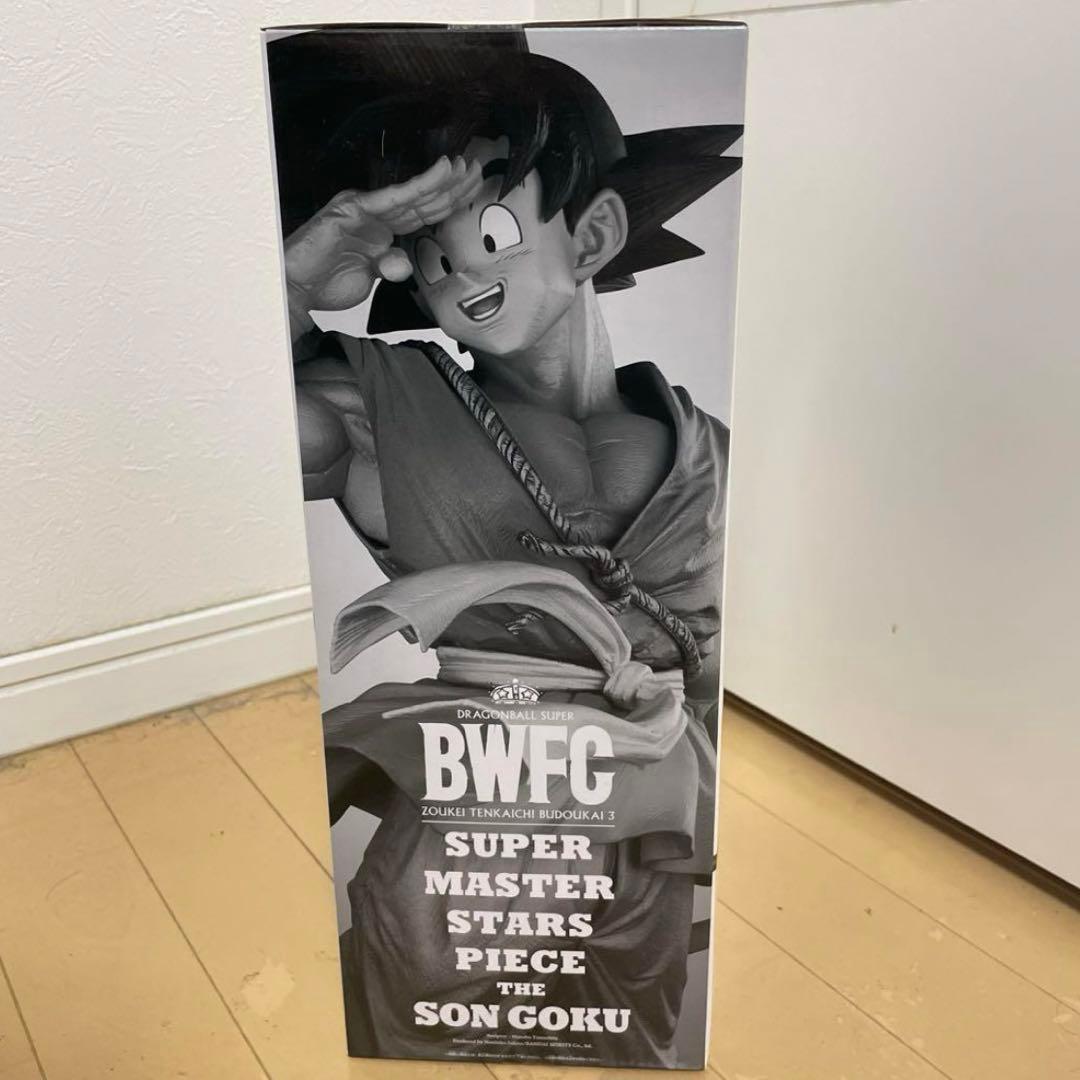 DRAGONBALL SUPER
BWFC
ZOUKEI TENKAICHI BUDOUKAI 3
SUPER
MASTER
STARS
PIECE
THE
SON GOKU